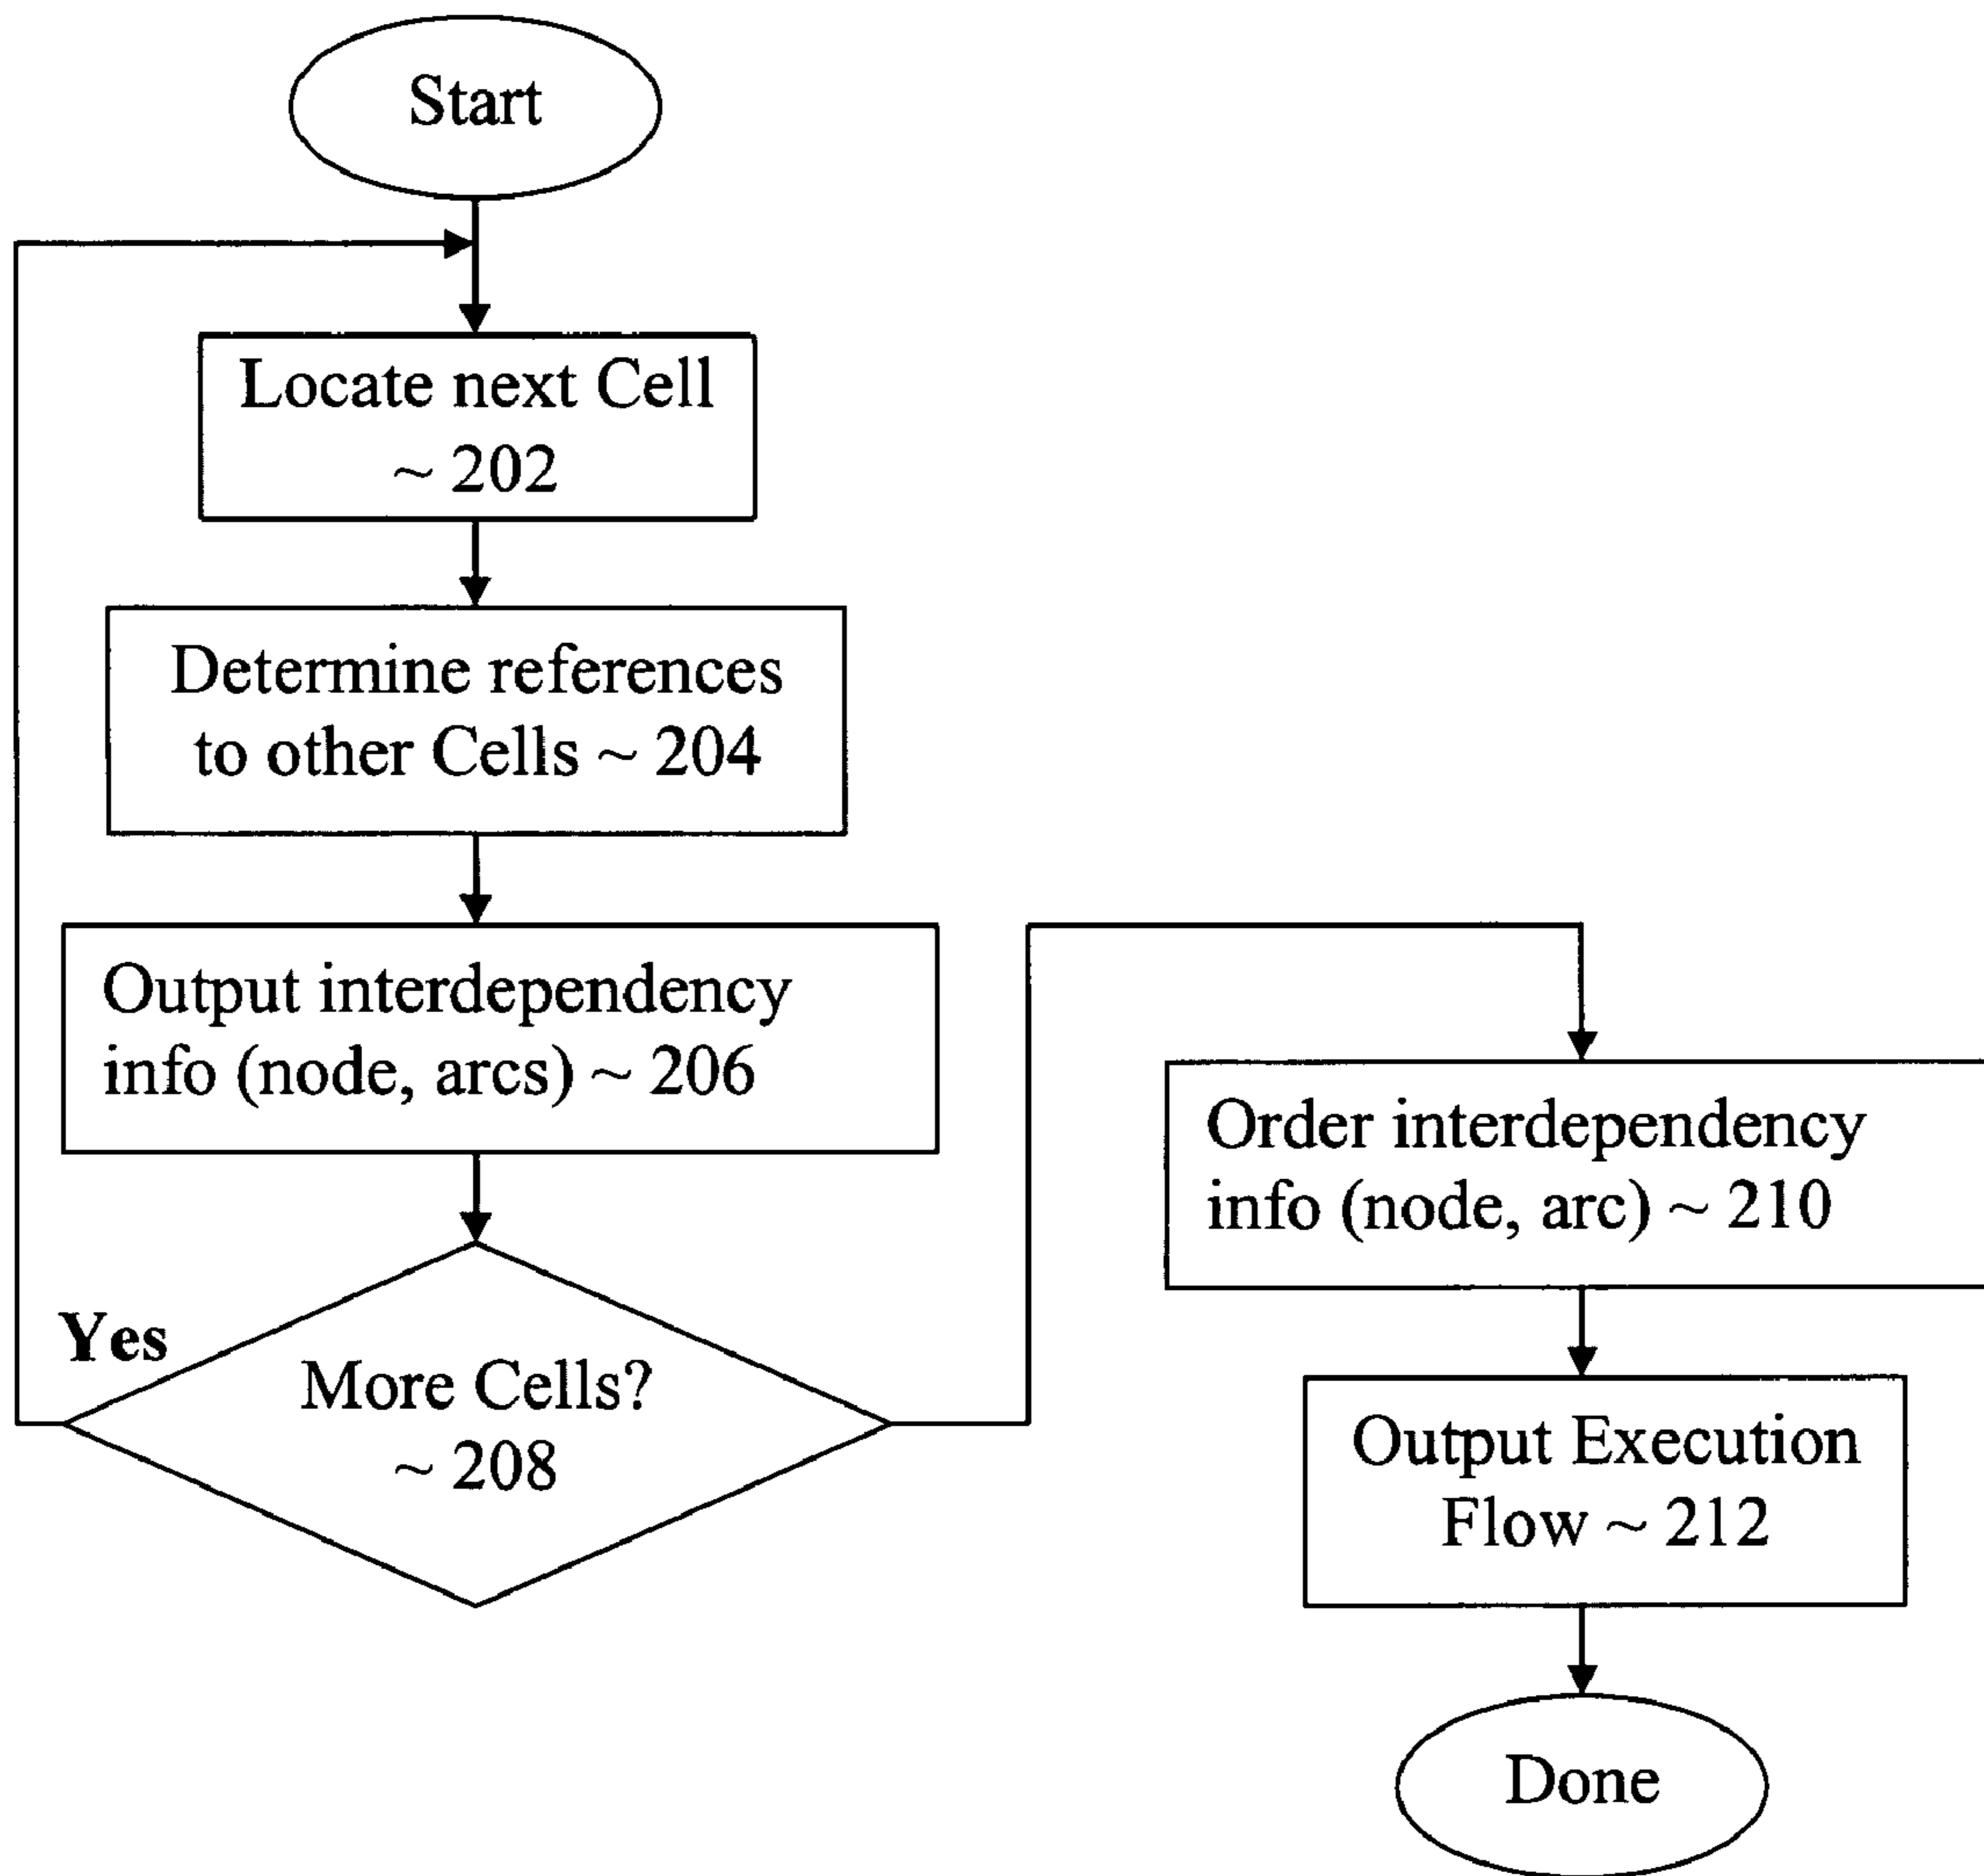 Start
Locate next Cell
~ 202
Determine references
to other Cells ~ 204
Output interdependency
info (node, arcs) ~ 206
Yes
More Cells?
~ 208
Order interdependency
info (node, arc) ~ 210
Output Execution
Flow ~ 212
Done